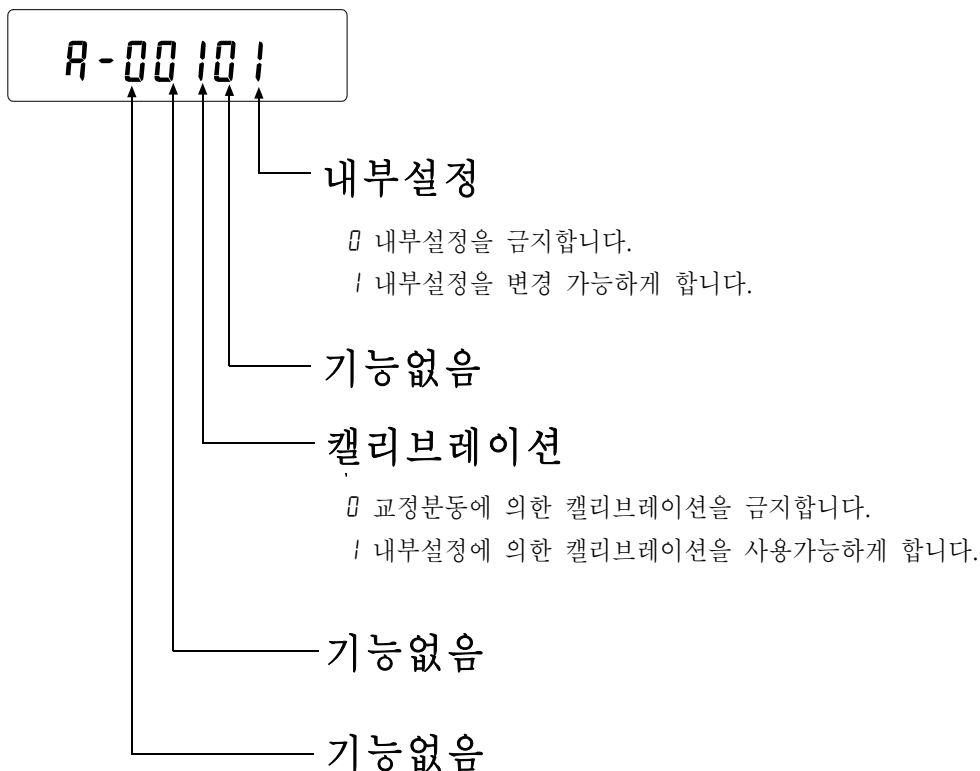 A-00101
내부설정
0 내부설정을 금지합니다.
1 내부설정을 변경 가능하게 합니다.
기능없음
캘리브레이션
0 교정분동에 의한 캘리브레이션을 금지합니다.
1 내부설정에 의한 캘리브레이션을 사용가능하게 합니다.
기능없음
기능없음